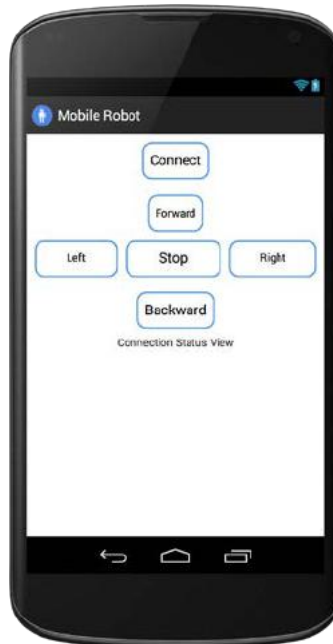 Mobile Robot
Connect
Forward
Left Stop Right
Backward
Connection Status View